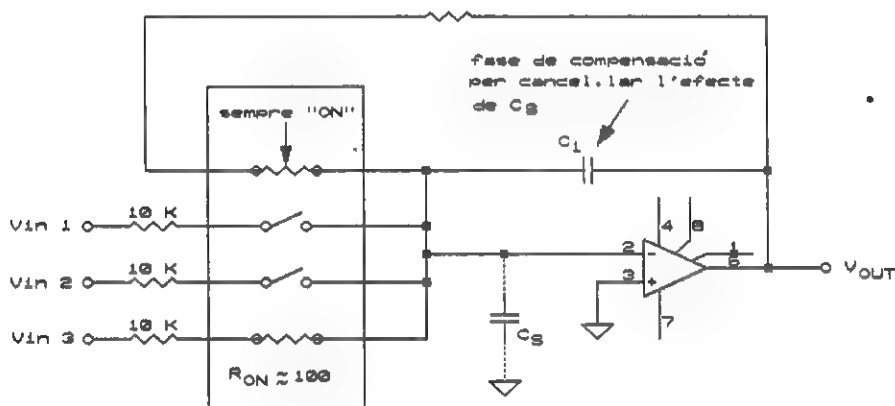 fase de compensació
per cancel.lar l'efecte
de CS
sempre "ON"
C1
Vin 1
10 K
Vin 2
10 K
Vin 3
10 K
RON ≈ 100
CS
2
3
4
8
1
6
7
-
+
VOUT